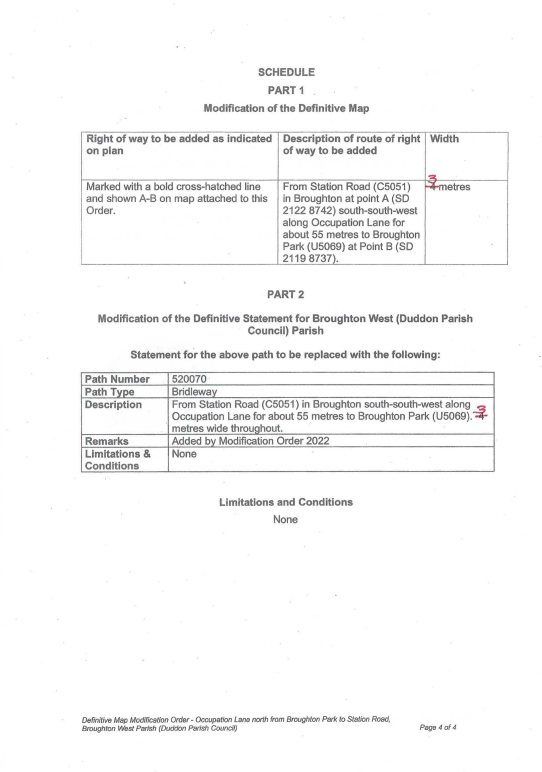 SCHEDULE
PART 1
Modification of the Definitive Map
Right of way to be added as indicated on plan
Description of route of right of way to be added
Width
Marked with a bold cross-hatched line
and shown A-B on map attached to this
Order.
From Station Road (C5051)
in Broughton at point A (SD
2122 8742) south-south-west
along Occupation Lane for
about 55 metres to Broughton
Park (U5069) at Point B (SD
2119 8737).
3
4 metres
PART 2
Modification of the Definitive Statement for Broughton West (Duddon Parish
Council) Parish
Statement for the above path to be replaced with the following:
Path Number 520070
Path Type Bridleway
Description From Station Road (C5051) in Broughton south-south-west along
Occupation Lane for about 55 metres to Broughton Park (U5069). 4 3
metres wide throughout.
Remarks Added by Modification Order 2022
Limitations & Conditions None
Limitations and Conditions
None
Definitive Map Modification Order - Occupation Lane north from Broughton Park to Station Road,
Broughton West Parish (Duddon Parish Council)
Page 4 of 4